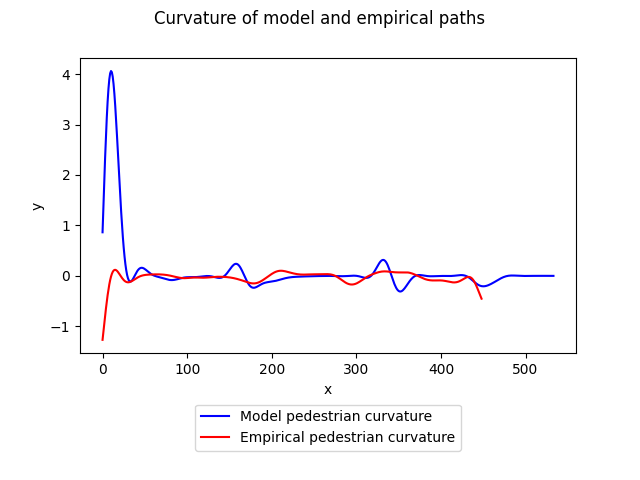 Curvature of model and empirical paths
4
3
2
1
0
−1
y
0 100 200 300 400 500
x
Model pedestrian curvature
Empirical pedestrian curvature